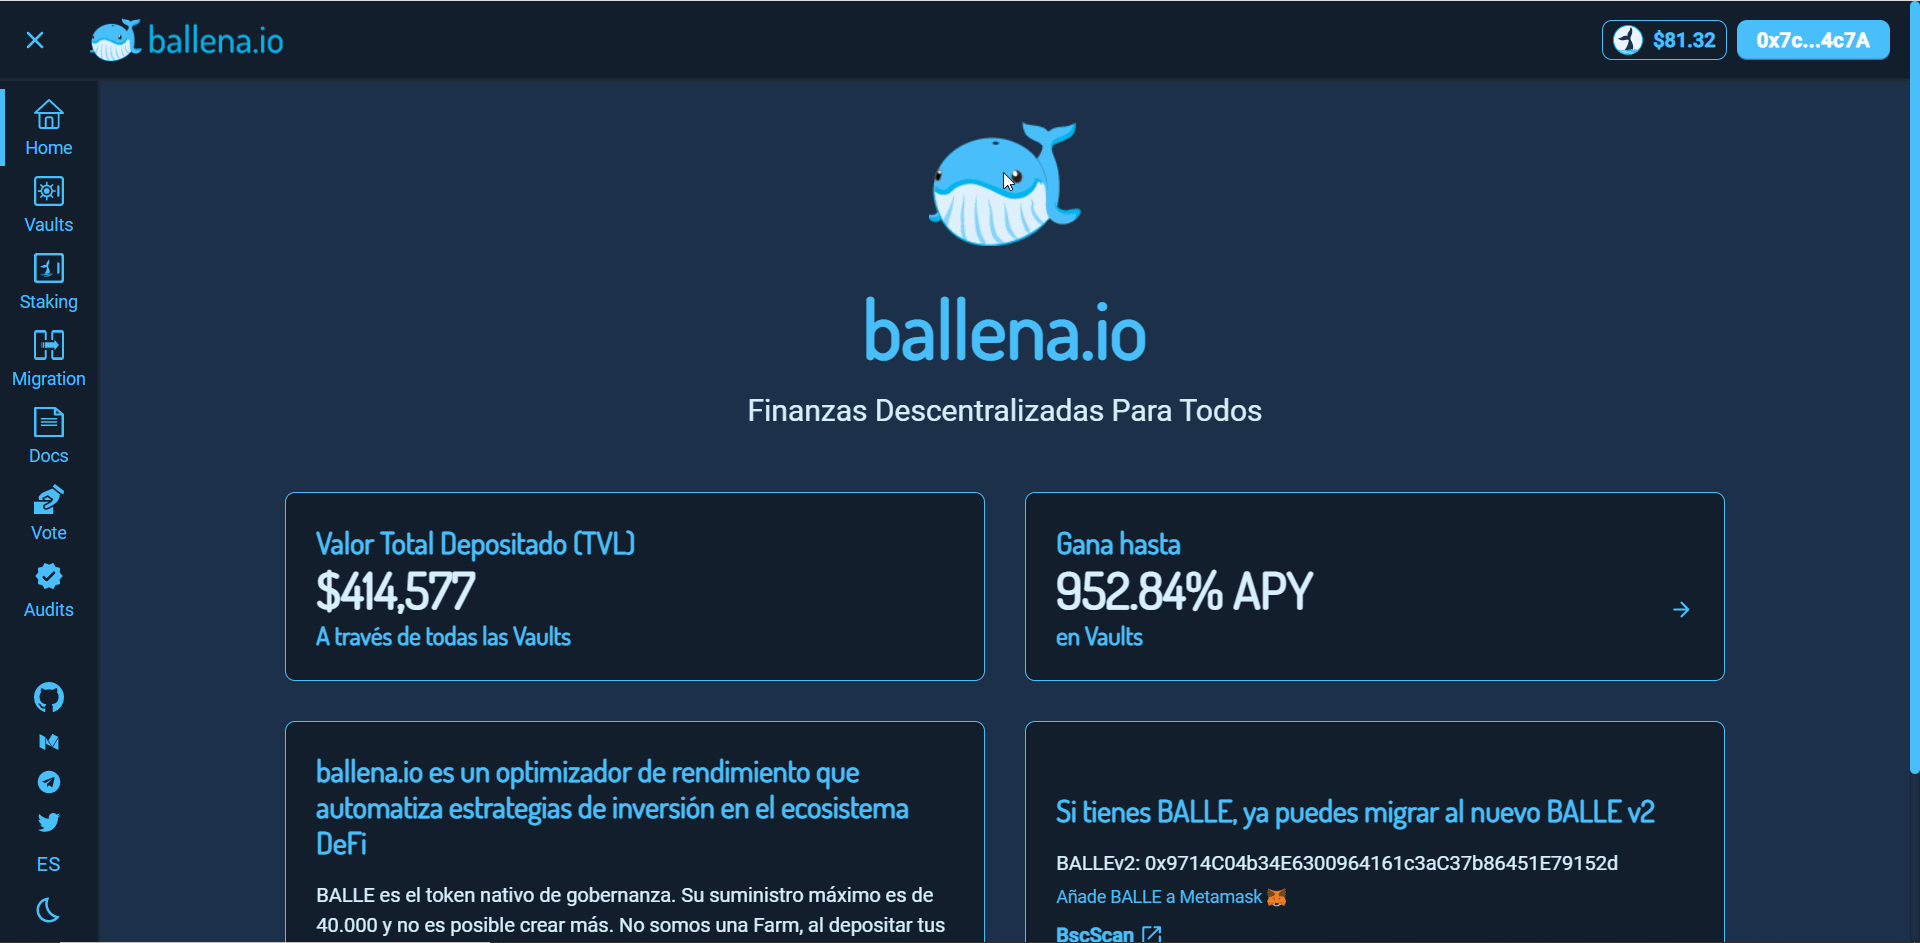 ballena.io
$81.32
0x7c...4c7A
Home
Vaults
Staking
Migration
Docs
Vote
Audits
ES
ballena.io
Finanzas Descentralizadas Para Todos
Valor Total Depositado (TVL)
$414,577
A través de todas las Vaults
Gana hasta
952.84% APY
en Vaults
ballena.io es un optimizador de rendimiento que
automatiza estrategias de inversión en el ecosistema
DeFi
BALLE es el token nativo de gobernanza. Su suministro máximo es de
40.000 y no es posible crear más. No somos una Farm, al depositar tus
Si tienes BALLE, ya puedes migrar al nuevo BALLE v2
BALLEv2: 0x9714C04b34E6300964161c3aC37b86451E79152d
Añade BALLE a Metamask
BscScan